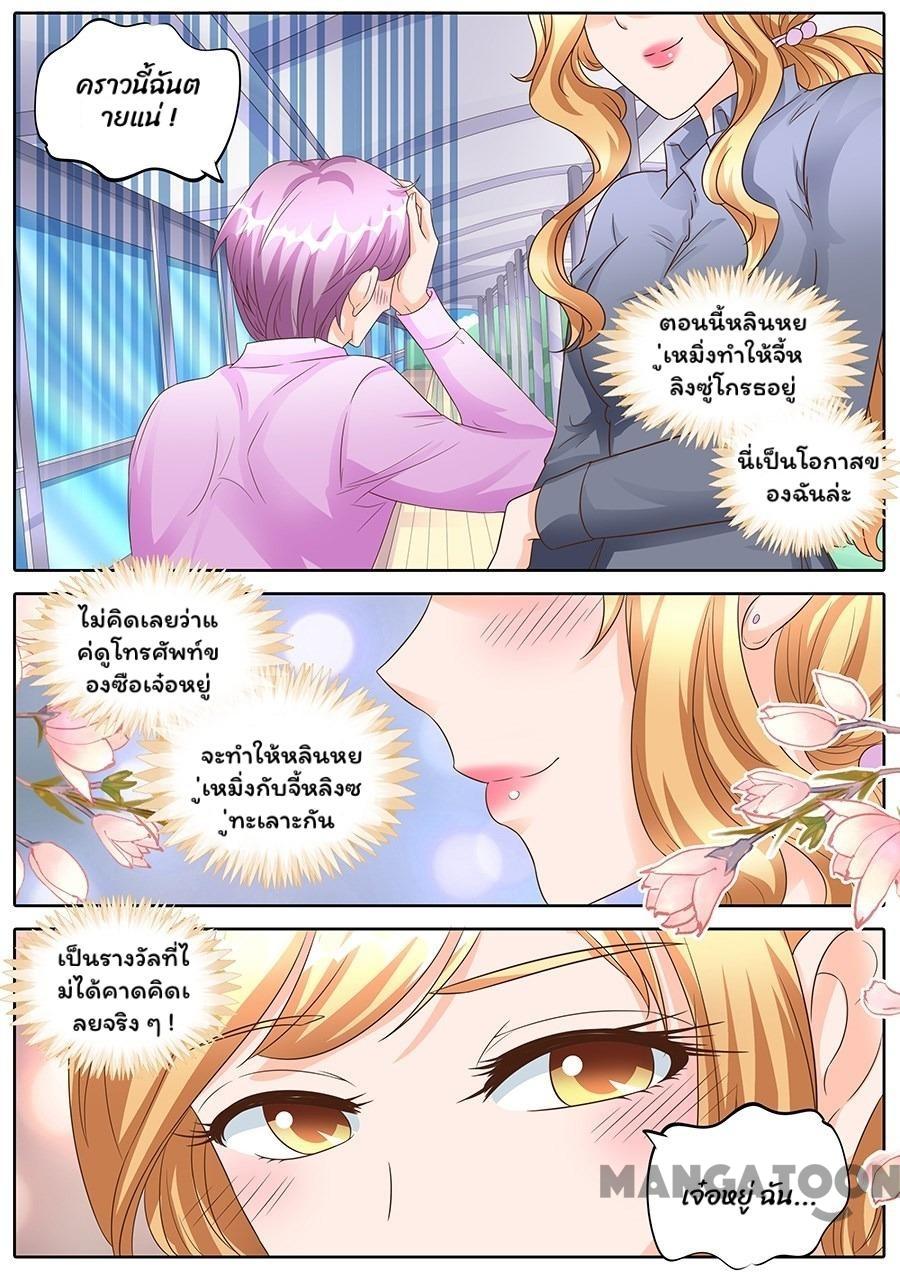 คราวนี้ฉันต
ายแน่ !
ตอนนี้หลินหย
ู่เหมิ่งทำให้จี้ห
ลิงซู่โกรธอยู่
นี่เป็นโอกาสข
องฉันล่ะ
ไม่คิดเลยว่าแ
ค่ดูโทรศัพท์ข
องซือเจ๋อหยู่
จะทำให้หลินหย
ู่เหมิ่งกับจี้หลิงซ
ู่ทะเลาะกัน
เป็นรางวัลที่ไ
ม่ได้คาดคิดเ
ลยจริง ๆ !
MANGATOON
เจ๋อหยู่ ฉัน...